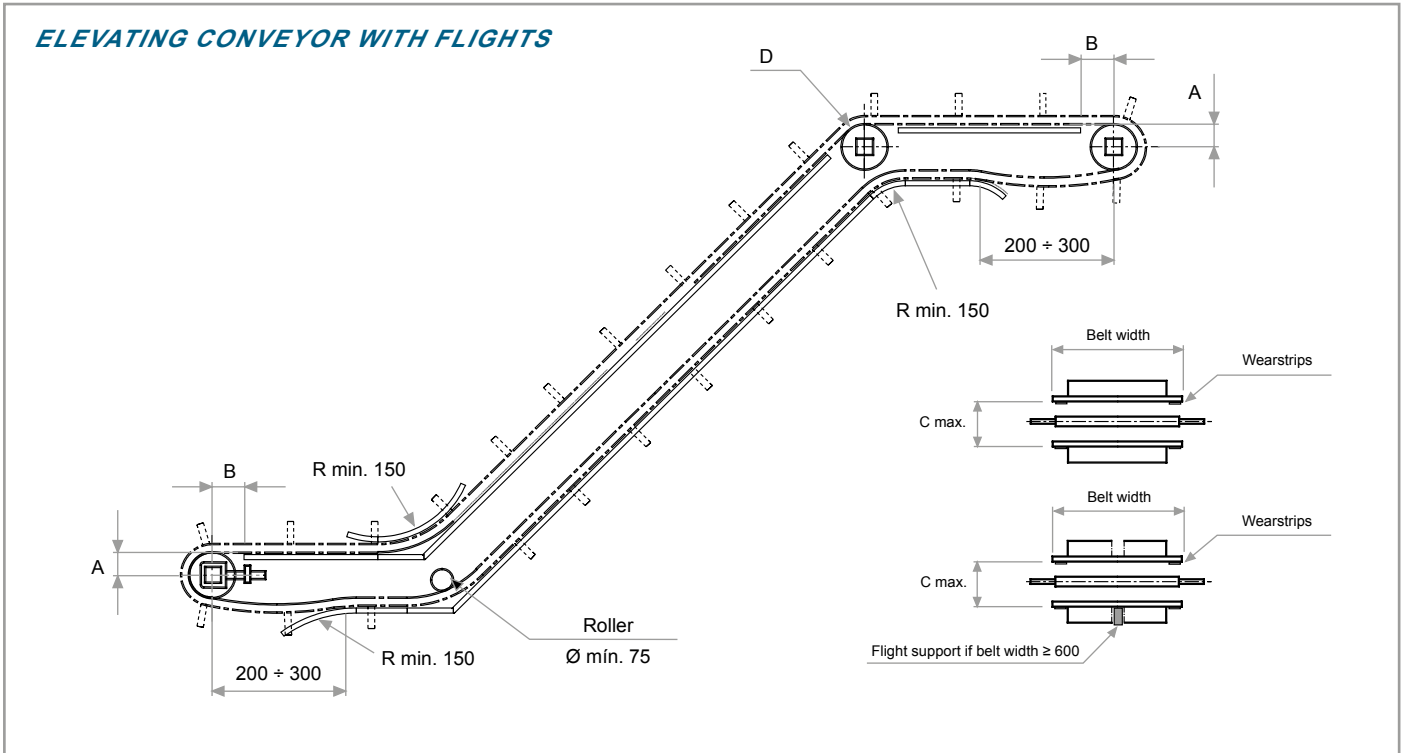 ELEVATING CONVEYOR WITH FLIGHTS
D
B
A
200 ÷ 300
R min. 150
Belt width
Wearstrips
C max.
B
R min. 150
A
Belt width
Wearstrips
C max.
Roller
Ø mín. 75
R min. 150
200 ÷ 300
Flight support if belt width ≥ 600